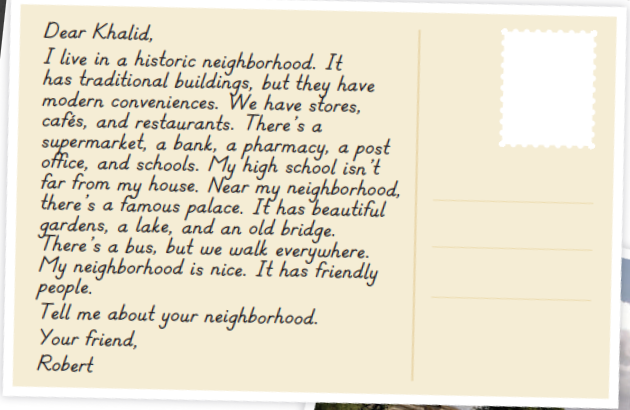 Dear Khalid,
I live in a historic neighborhood. It
has traditional buildings, but they have
modern conveniences. We have stores,
cafés, and restaurants. There's a
supermarket, a bank, a pharmacy, a post
office, and schools. My high school isn't
far from my house. Near my neighborhood,
there's a famous palace. It has beautiful
gardens, a lake, and an old bridge.
There's a bus, but we walk everywhere.
My neighborhood is nice. It has friendly
people.
Tell me about your neighborhood.
Your friend,
Robert